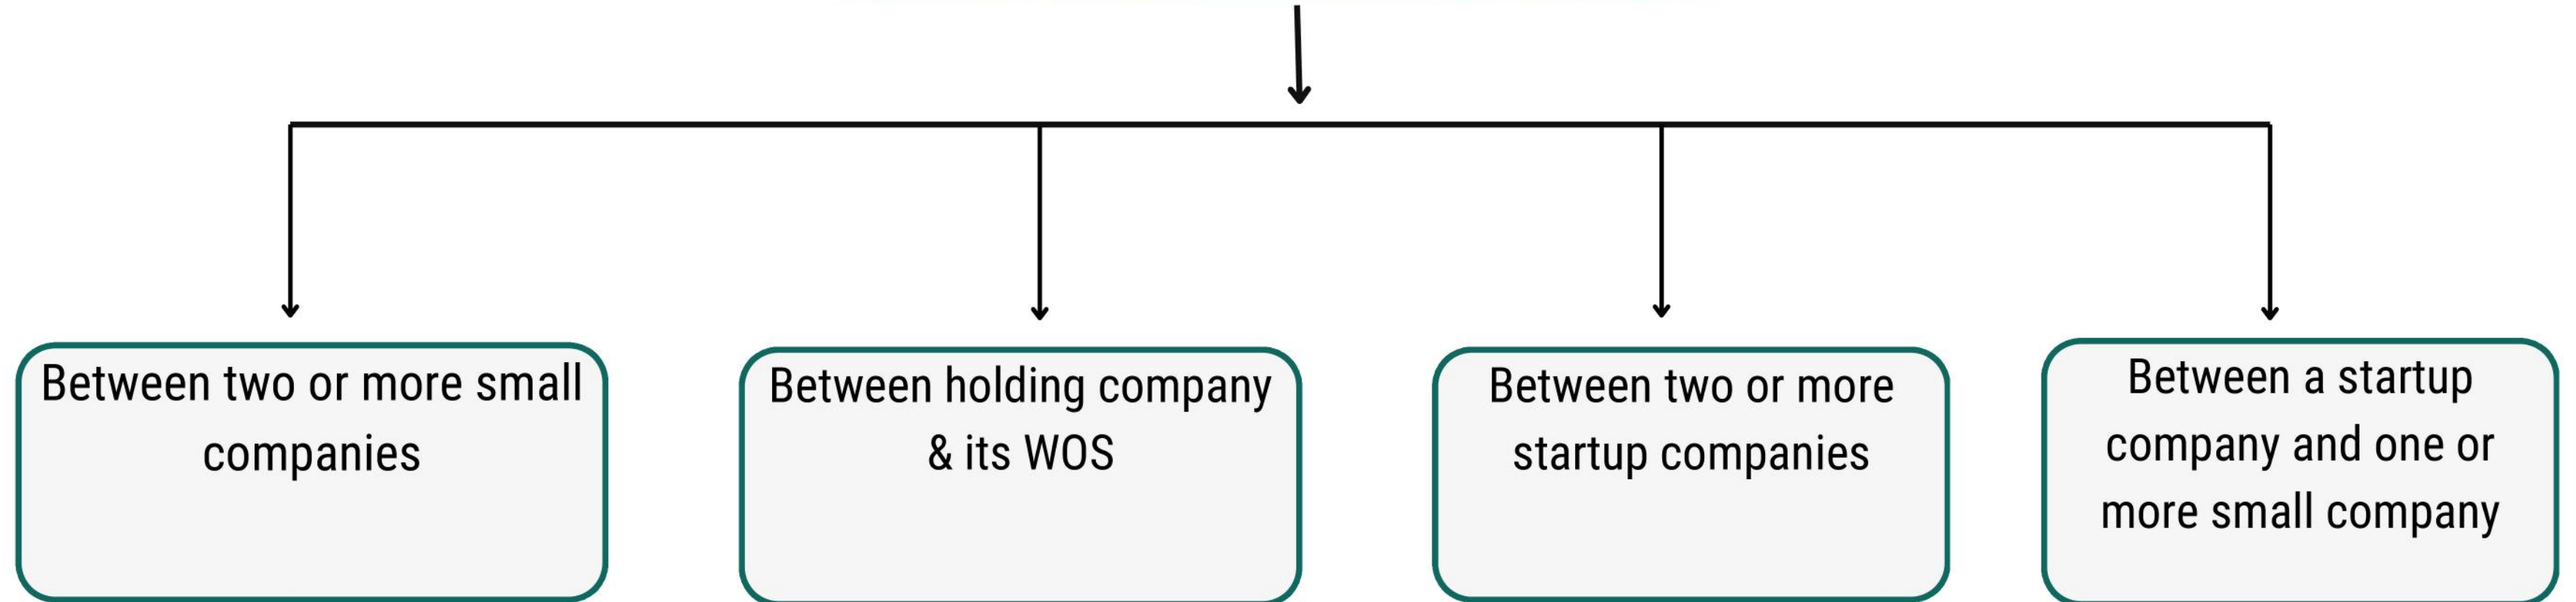 Between two or more small
companies
Between holding company
& its WOS
Between two or more
startup companies
Between a startup
company and one or
more small company